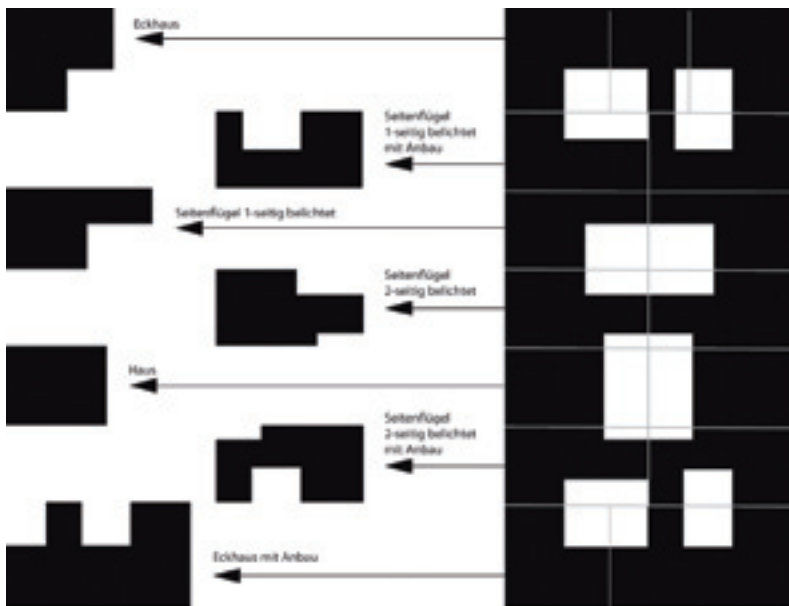 Eckhaus
Seitenflügel
1-seitig belichtet
mit Anbau
Seitenflügel 1-seitig belichtet
Seitenflügel
2-seitig belichtet
Haus
Seitenflügel
2-seitig belichtet
mit Anbau
Eckhaus mit Anbau